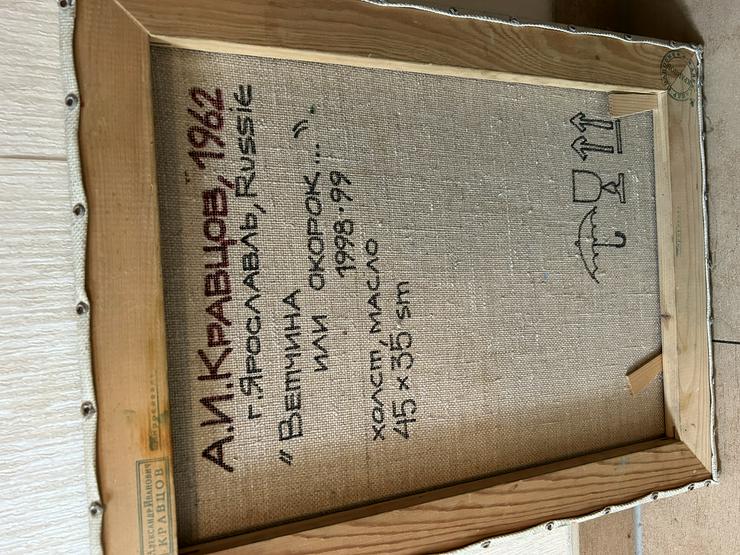 А.И.КРАВЦОВ, 1962
г.ЯРОСЛАВЛЬ, RUSSIE
"ВЕТЧИНА
ИЛИ ОКОРОК..."
1998-99
ХОЛСТ, МАСЛО
45 x 35 sm
АЛЕКСАНДР ИВАНОВИЧ
КРАВЦОВ